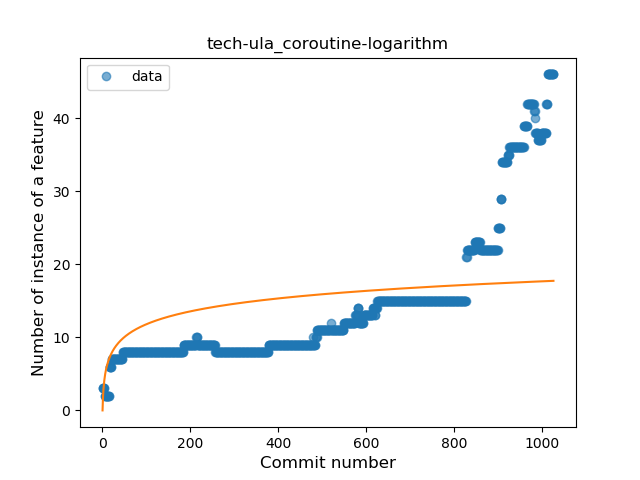 tech-ula_coroutine-logarithm
data
Number of instance of a feature
40
30
20
10
0
0 200 400 600 800 1000
Commit number